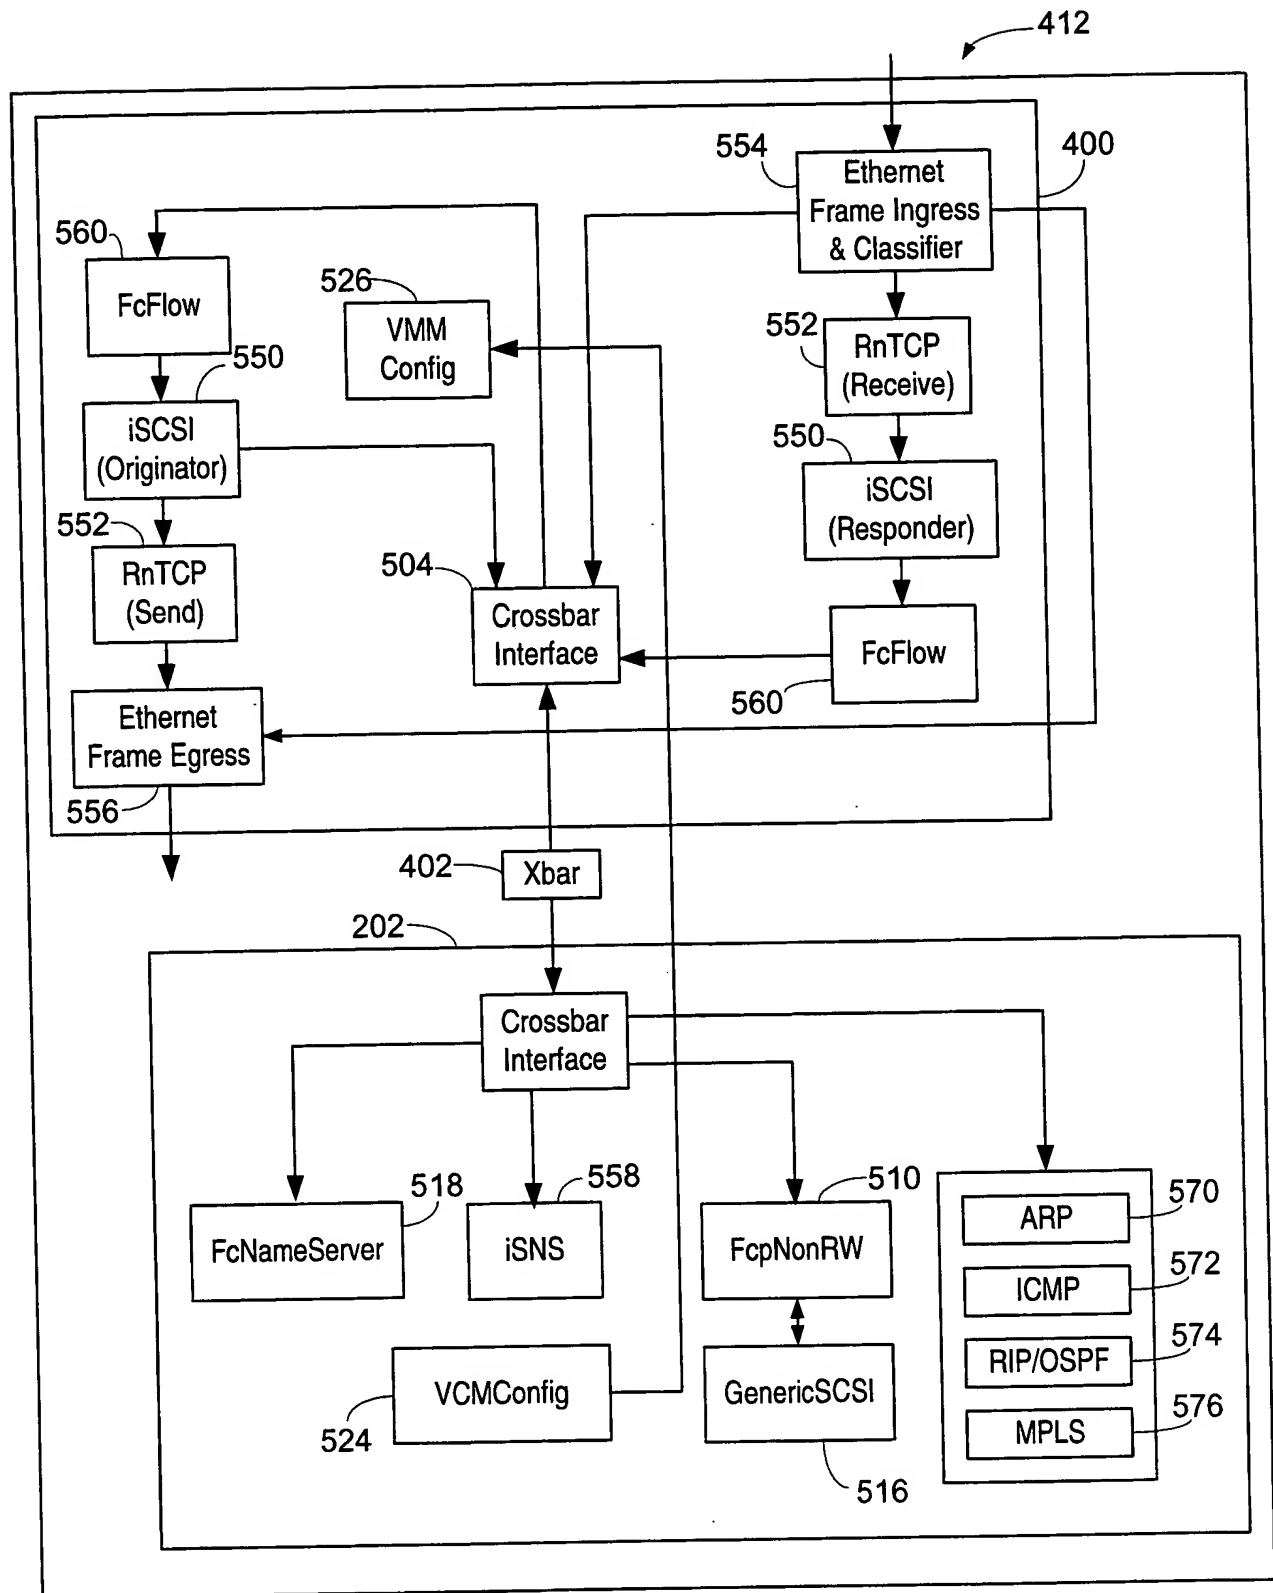 412
554
Ethernet
Frame Ingress
& Classifier
400
560
FcFlow
526
VMM
Config
552
RnTCP
(Receive)
550
iSCSI
(Originator)
550
iSCSI
(Responder)
552
RnTCP
(Send)
504
Crossbar
Interface
FcFlow
560
Ethernet
Frame Egress
556
402
Xbar
202
Crossbar
Interface
518
FcNameServer
558
iSNS
510
FcpNonRW
ARP
570
ICMP
572
RIP/OSPF
574
MPLS
576
VCMConfig
524
GenericSCSI
516